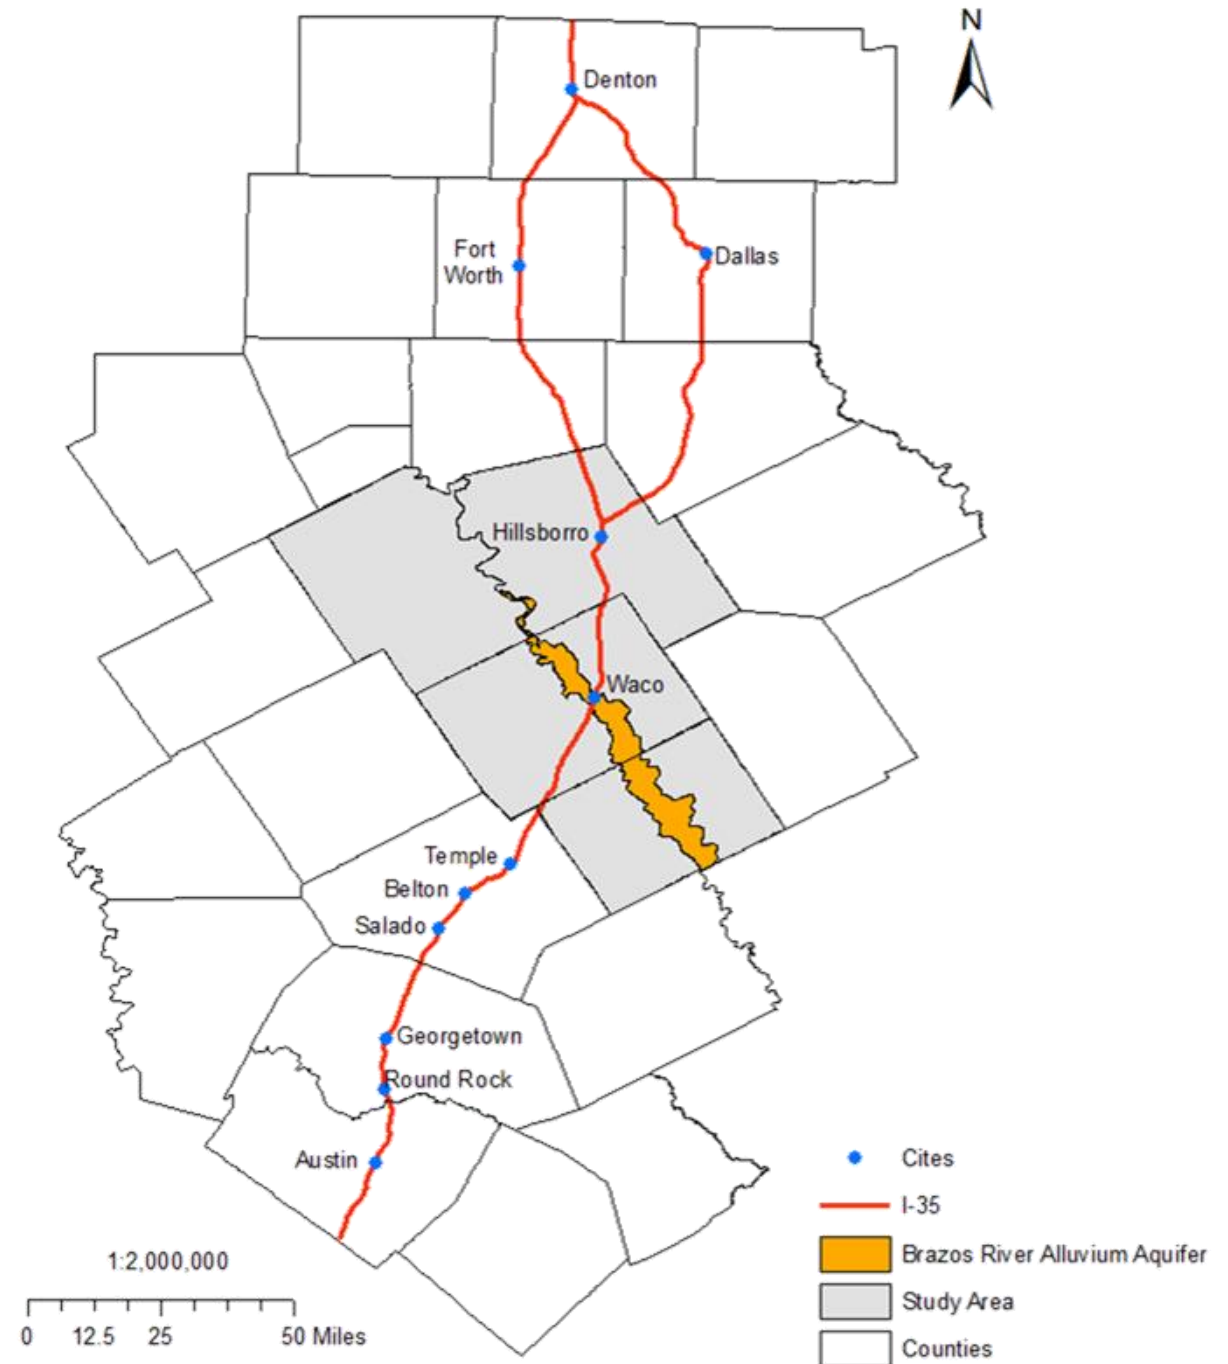 N
Denton
Fort
Worth
Dallas
Hillsborro
Waco
Temple
Belton
Salado
Georgetown
Round Rock
Austin
Cites
I-35
1:2,000,000
Brazos River Alluvium Aquifer
Study Area
0 12.5 25 50 Miles
Counties